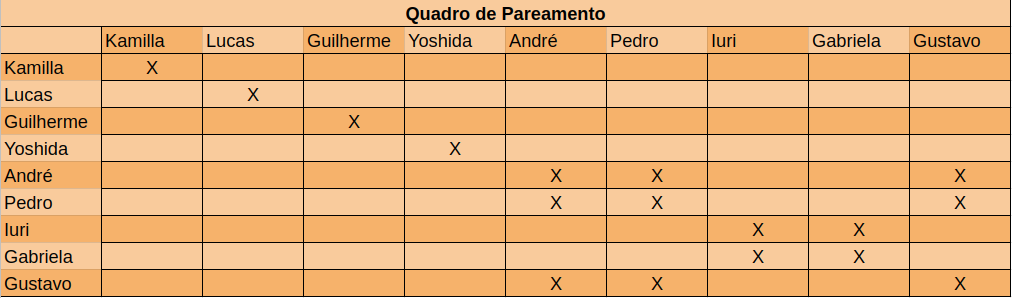 Quadro de Pareamento
Kamilla Lucas Guilherme Yoshida André Pedro Iuri Gabriela Gustavo
Kamilla X
Lucas X
Guilherme X
Yoshida X
André X X X
Pedro X X X
Iuri X X
Gabriela X X
Gustavo X X X